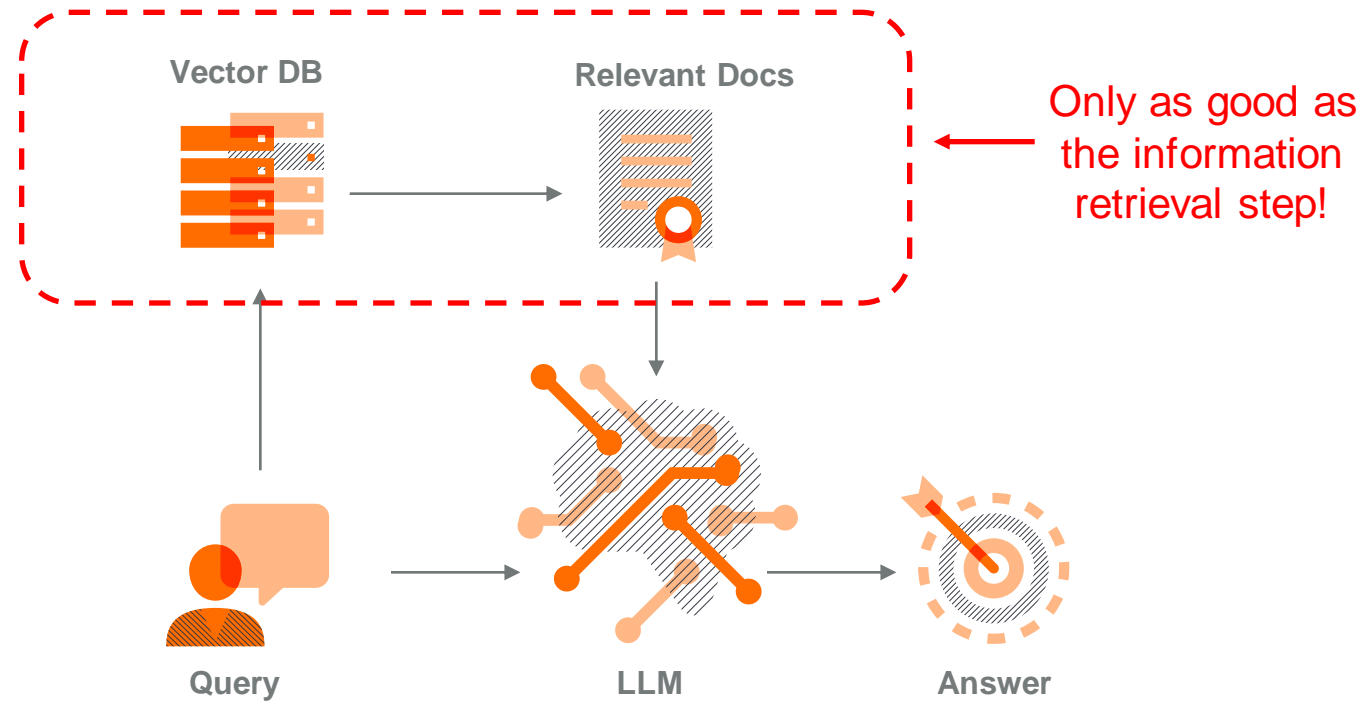 Vector DB
Relevant Docs
Only as good as
the information
retrieval step!
Query
LLM
Answer